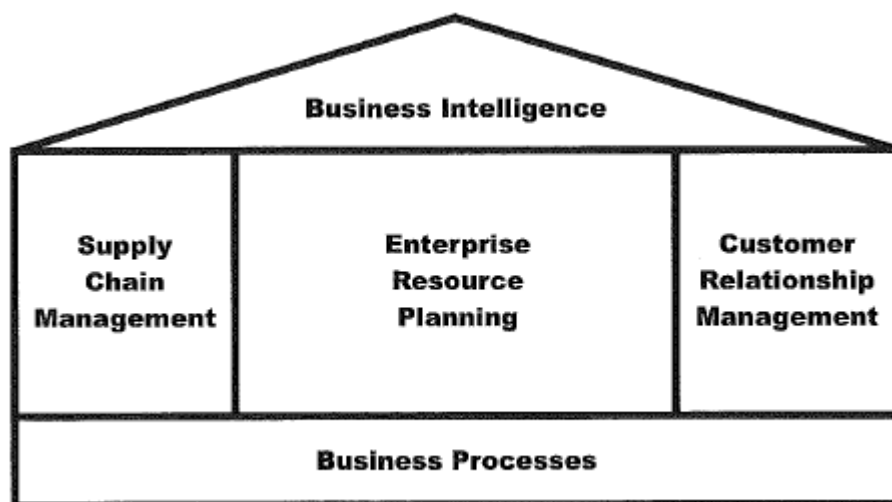 Business Intelligence
Supply
Chain
Management
Enterprise
Resource
Planning
Customer
Relationship
Management
Business Processes